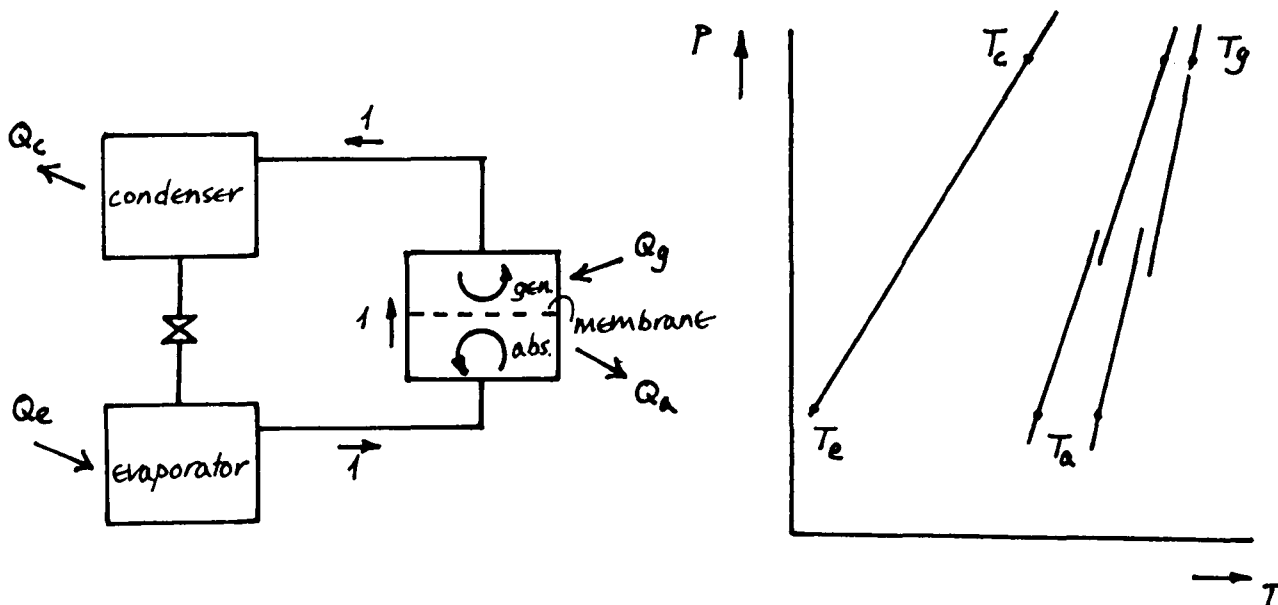 Qc
condenser
1
Qg
gen.
membrane
1
abs.
Qa
Qe
evaporator
1
P
Tc
Tg
Te
Ta
T